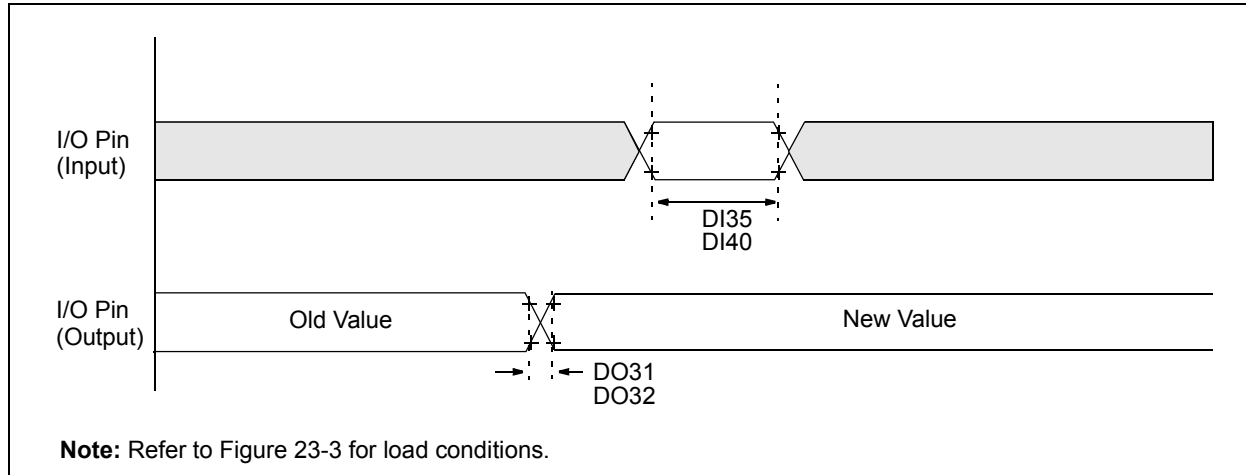 I/O Pin
(Input)
DI35
DI40
I/O Pin
(Output)
Old Value
New Value
DO31
DO32
Note: Refer to Figure 23-3 for load conditions.